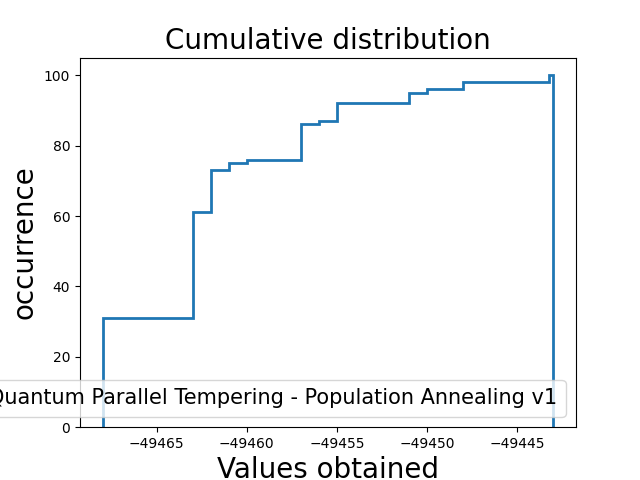 Cumulative distribution
occurrence
100
80
60
40
20
0
Quantum Parallel Tempering - Population Annealing v1
−49465 −49460 −49455 −49450 −49445
Values obtained